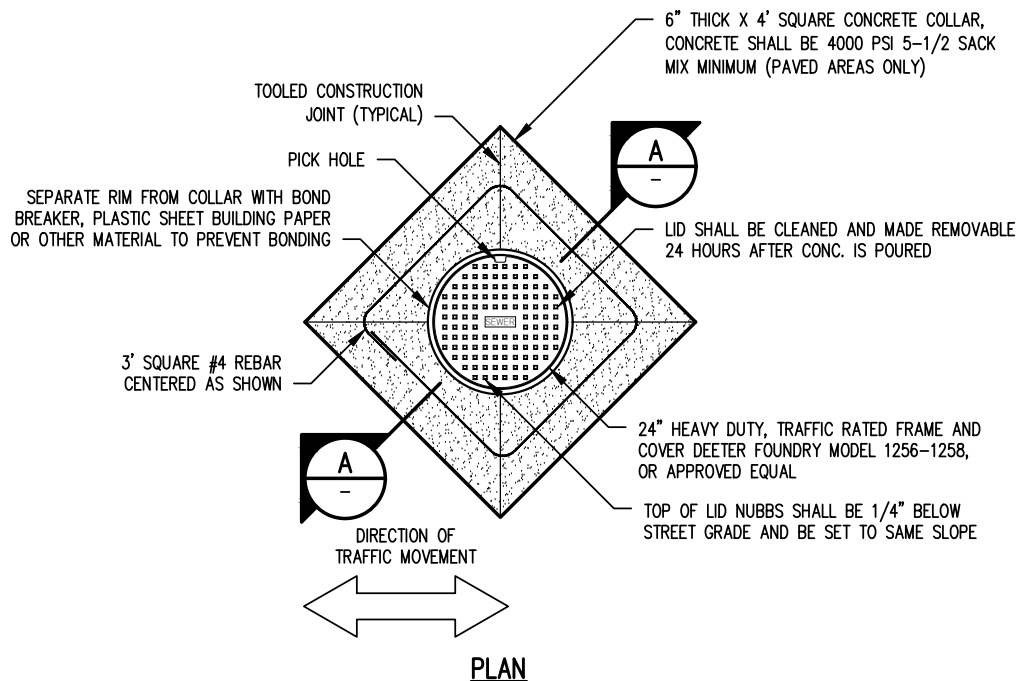 6" THICK X 4' SQUARE CONCRETE COLLAR,
CONCRETE SHALL BE 4000 PSI 5-1/2 SACK
MIX MINIMUM (PAVED AREAS ONLY)
TOOLED CONSTRUCTION
JOINT (TYPICAL)
PICK HOLE
A
-
SEPARATE RIM FROM COLLAR WITH BOND
BREAKER, PLASTIC SHEET BUILDING PAPER
OR OTHER MATERIAL TO PREVENT BONDING
LID SHALL BE CLEANED AND MADE REMOVABLE
24 HOURS AFTER CONC. IS POURED
SEWER
3' SQUARE #4 REBAR
CENTERED AS SHOWN
24" HEAVY DUTY, TRAFFIC RATED FRAME AND
COVER DEETER FOUNDRY MODEL 1256-1258,
OR APPROVED EQUAL
A
-
TOP OF LID NUBBS SHALL BE 1/4" BELOW
STREET GRADE AND BE SET TO SAME SLOPE
DIRECTION OF
TRAFFIC MOVEMENT
PLAN